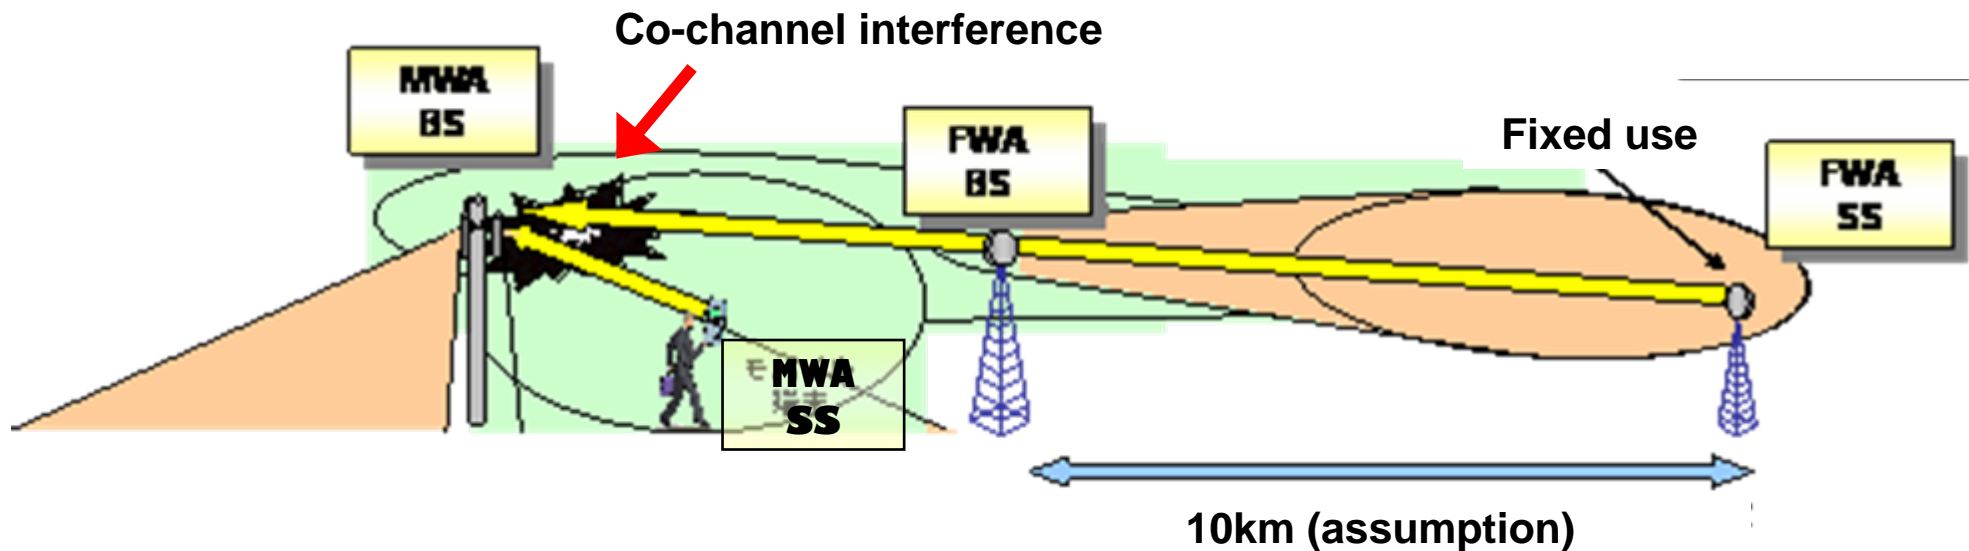 Co-channel interference
MWA
BS
FWA
BS
Fixed use
FWA
SS
MWA
SS
10km (assumption)